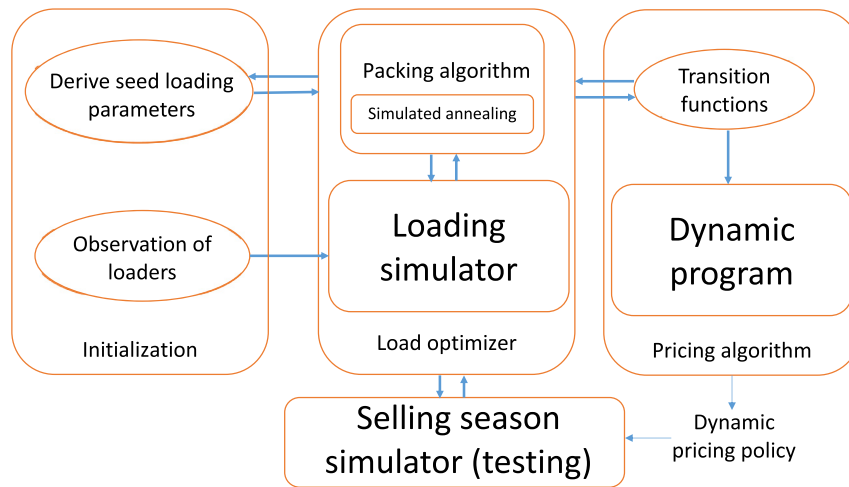 Derive seed loading
parameters
Observation of
loaders
Initialization
Packing algorithm
Simulated annealing
Loading
simulator
Load optimizer
Transition
functions
Dynamic
program
Pricing algorithm
Selling season
simulator (testing)
Dynamic
pricing policy